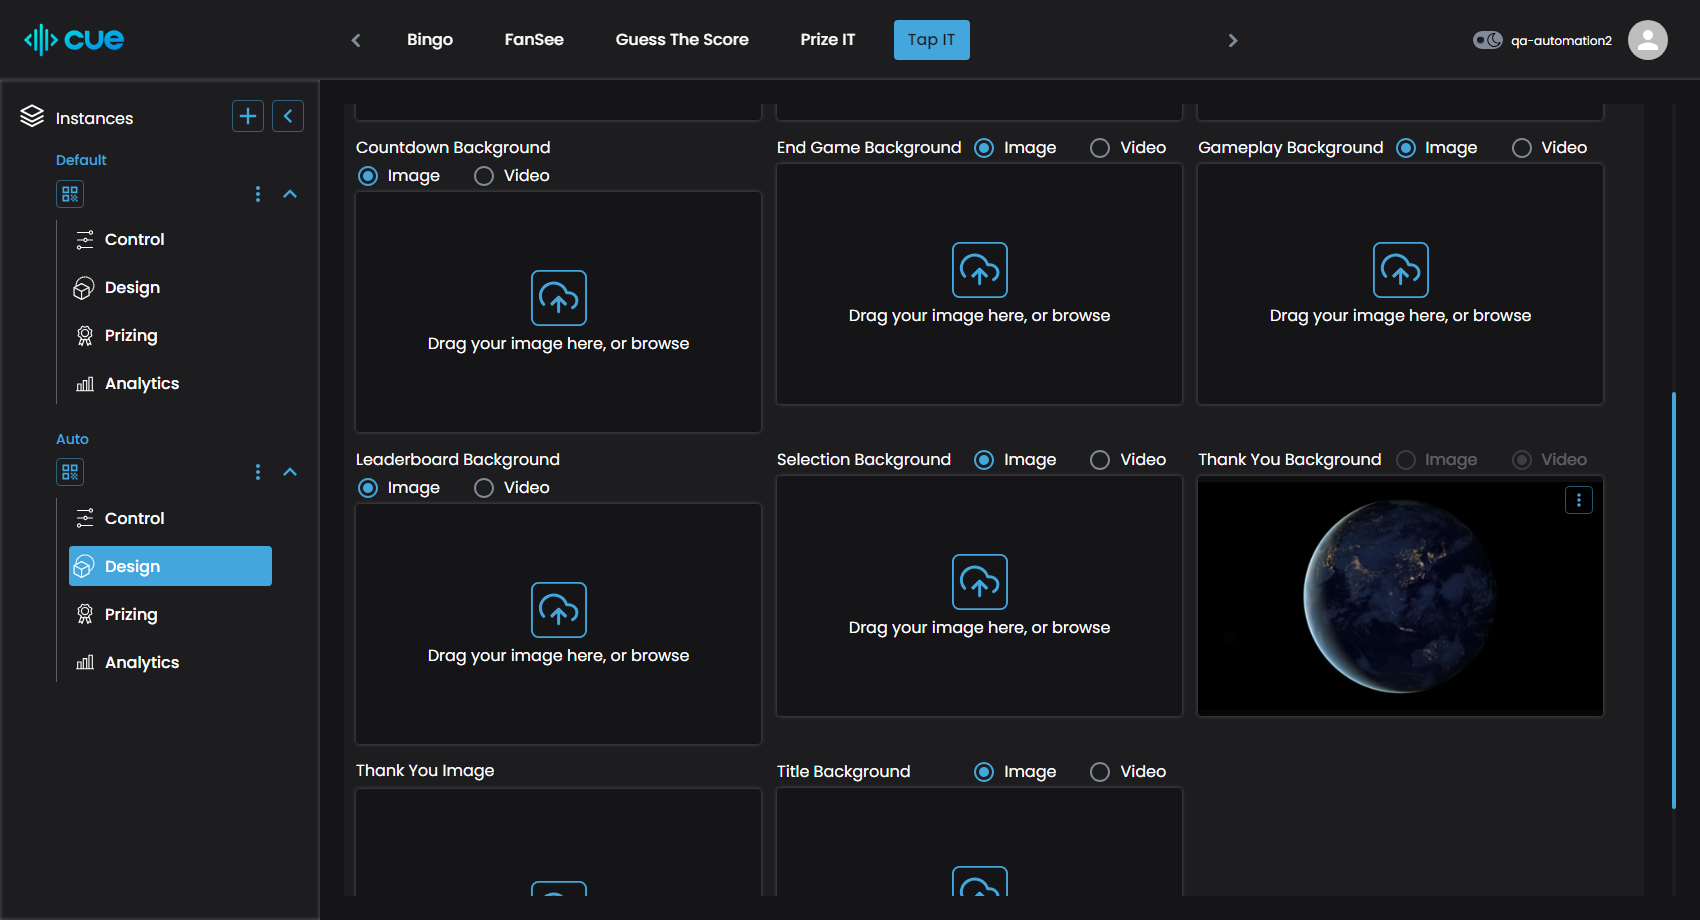 cue
Bingo
FanSee
Guess The Score
Prize IT
Tap IT
qa-automation2
Instances
Default
Control
Design
Prizing
Analytics
Auto
Control
Design
Prizing
Analytics
Countdown Background
Image Video
Drag your image here, or browse
End Game Background Image Video
Drag your image here, or browse
Gameplay Background Image Video
Drag your image here, or browse
Leaderboard Background
Image Video
Drag your image here, or browse
Selection Background Image Video
Drag your image here, or browse
Thank You Background Image Video
Thank You Image
Title Background Image Video